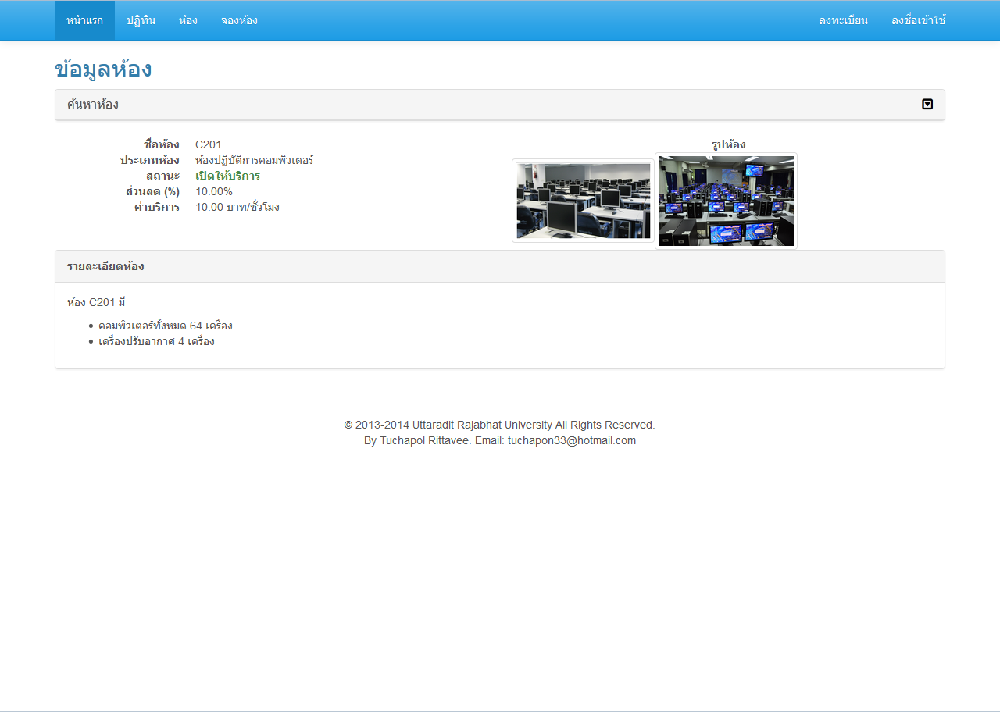 หน้าแรก ปฏิทิน ห้อง จองห้อง ลงทะเบียน ลงชื่อเข้าใช้
ข้อมูลห้อง
ค้นหาห้อง
ชื่อห้อง C201
ประเภทห้อง ห้องปฏิบัติการคอมพิวเตอร์
สถานะ เปิดให้บริการ
ส่วนลด (%) 10.00%
ค่าบริการ 10.00 บาท/ชั่วโมง
รูปห้อง
รายละเอียดห้อง
ห้อง C201 มี
คอมพิวเตอร์ทั้งหมด 64 เครื่อง
เครื่องปรับอากาศ 4 เครื่อง
© 2013-2014 Uttaradit Rajabhat University All Rights Reserved.
By Tuchapol Rittavee. Email: tuchapon33@hotmail.com